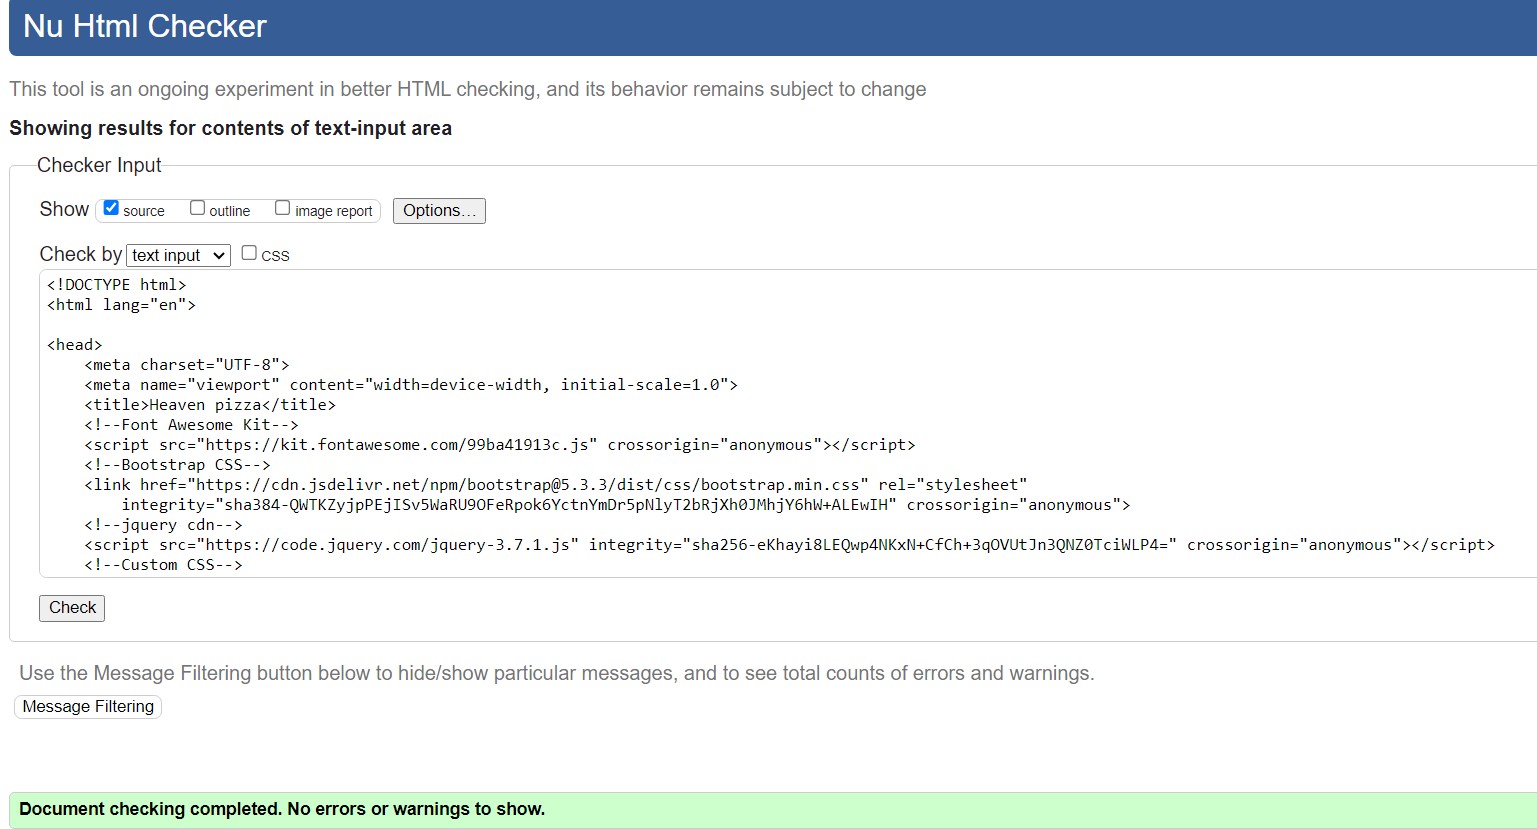 Nu Html Checker
This tool is an ongoing experiment in better HTML checking, and its behavior remains subject to change
Showing results for contents of text-input area
Checker Input
Show source outline image report Options...
Check by text input CSS
<!DOCTYPE html>
<html lang="en">
<head>
    <meta charset="UTF-8">
    <meta name="viewport" content="width=device-width, initial-scale=1.0">
    <title>Heaven pizza</title>
    <!--Font Awesome Kit-->
    <script src="https://kit.fontawesome.com/99ba41913c.js" crossorigin="anonymous"></script>
    <!--Bootstrap CSS-->
    <link href="https://cdn.jsdelivr.net/npm/bootstrap@5.3.3/dist/css/bootstrap.min.css" rel="stylesheet"
        integrity="sha384-QWTKZyjpPEjISv5WaRU9OFeRpok6YctnYmDr5pNlyT2bRjXh0JMhjY6hW+ALEwIH" crossorigin="anonymous">
    <!--jquery cdn-->
    <script src="https://code.jquery.com/jquery-3.7.1.js" integrity="sha256-eKhayi8LEQwp4NKxN+CfCh+3qOVUtJn3QNZ0TciWLP4=" crossorigin="anonymous"></script>
    <!--Custom CSS-->
Check
Use the Message Filtering button below to hide/show particular messages, and to see total counts of errors and warnings.
Message Filtering
Document checking completed. No errors or warnings to show.